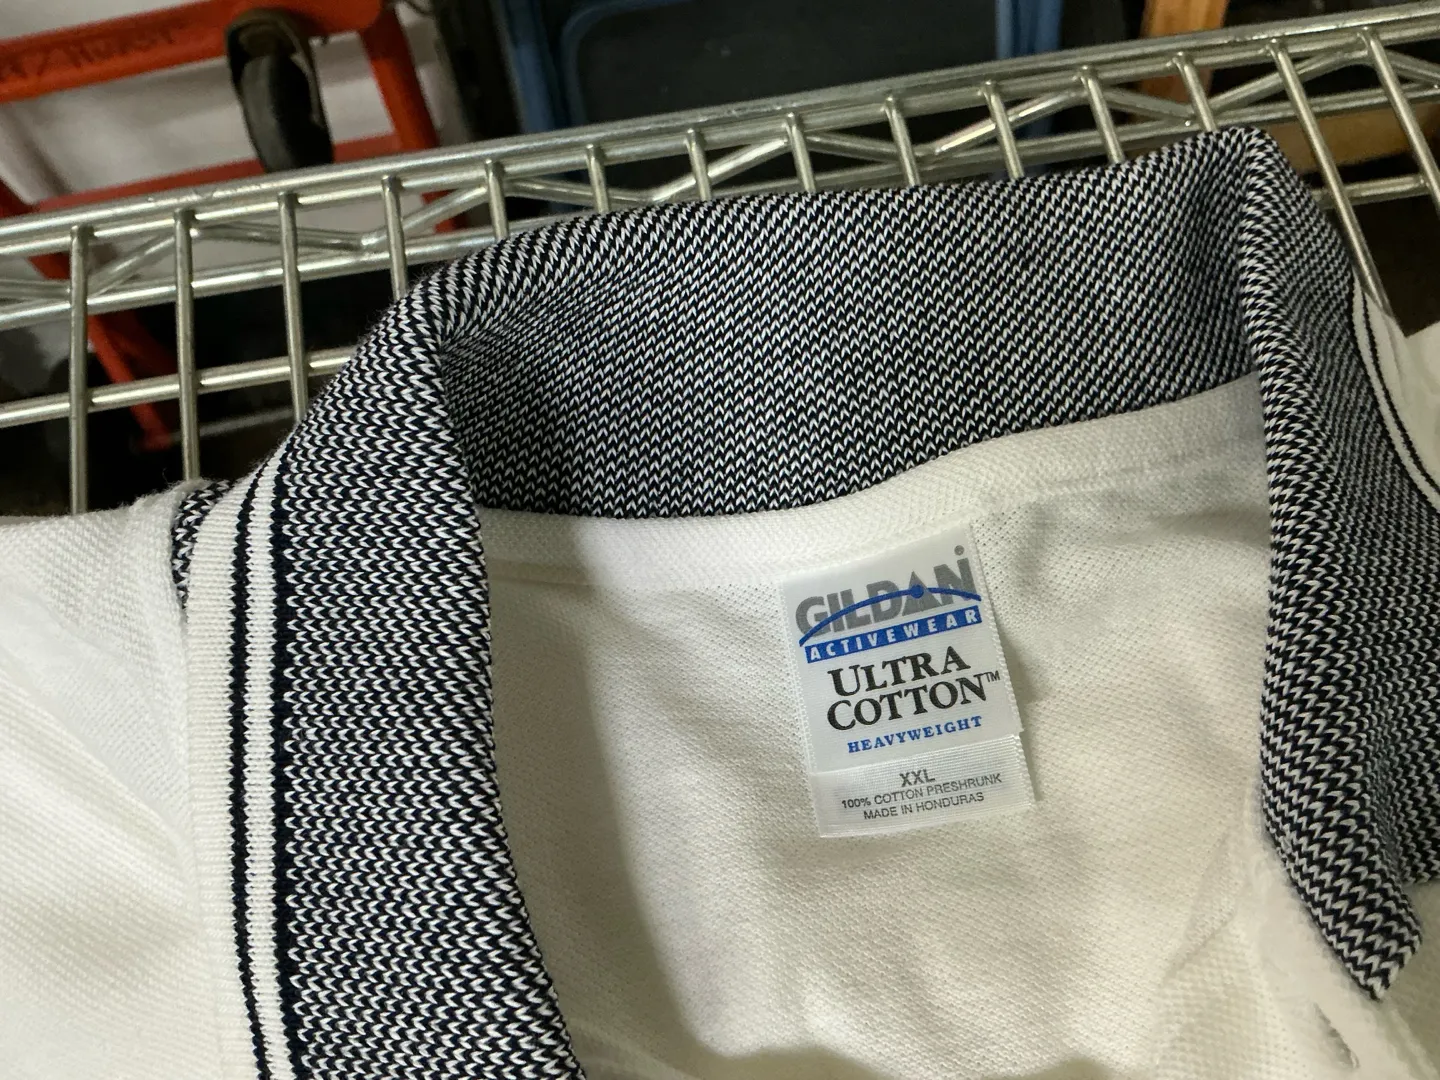 GILDAN®
ACTIVEWEAR
ULTRA
COTTON™
HEAVYWEIGHT
XXL
100% COTTON PRESHRUNK
MADE IN HONDURAS